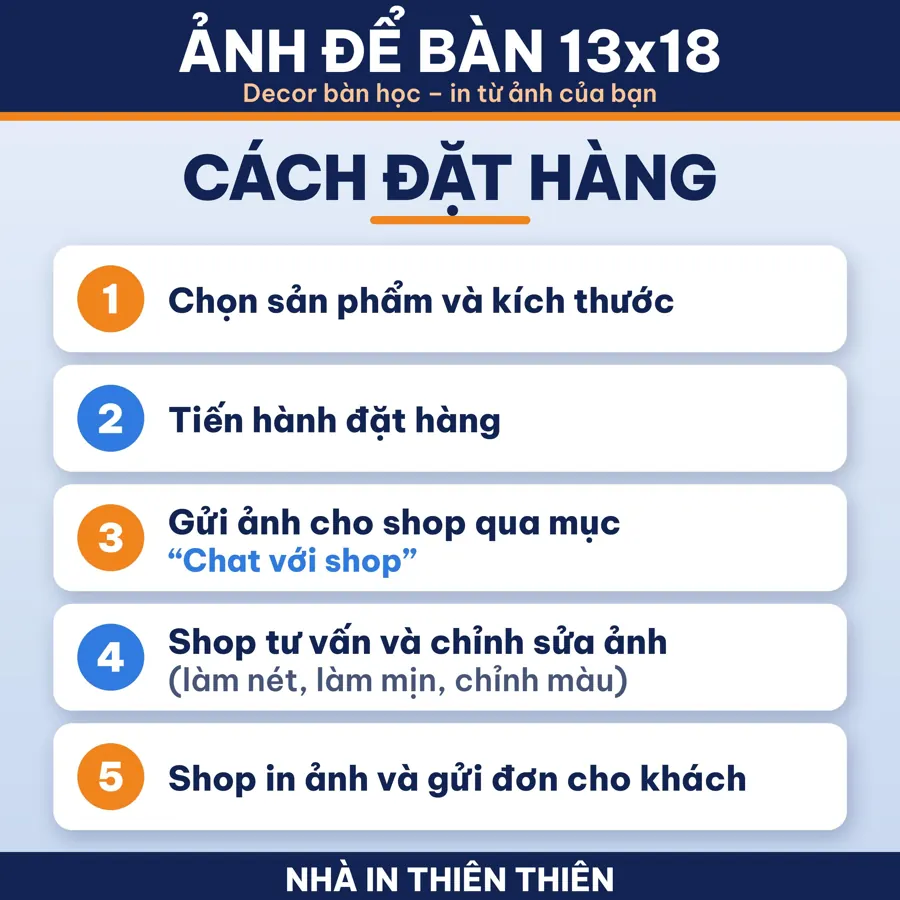 ẢNH ĐỂ BÀN 13x18
Decor bàn học – in từ ảnh của bạn
CÁCH ĐẶT HÀNG
1
Chọn sản phẩm và kích thước
2
Tiến hành đặt hàng
3
Gửi ảnh cho shop qua mục
“Chat với shop”
4
Shop tư vấn và chỉnh sửa ảnh
(làm nét, làm mịn, chỉnh màu)
5
Shop in ảnh và gửi đơn cho khách
NHÀ IN THIÊN THIÊN